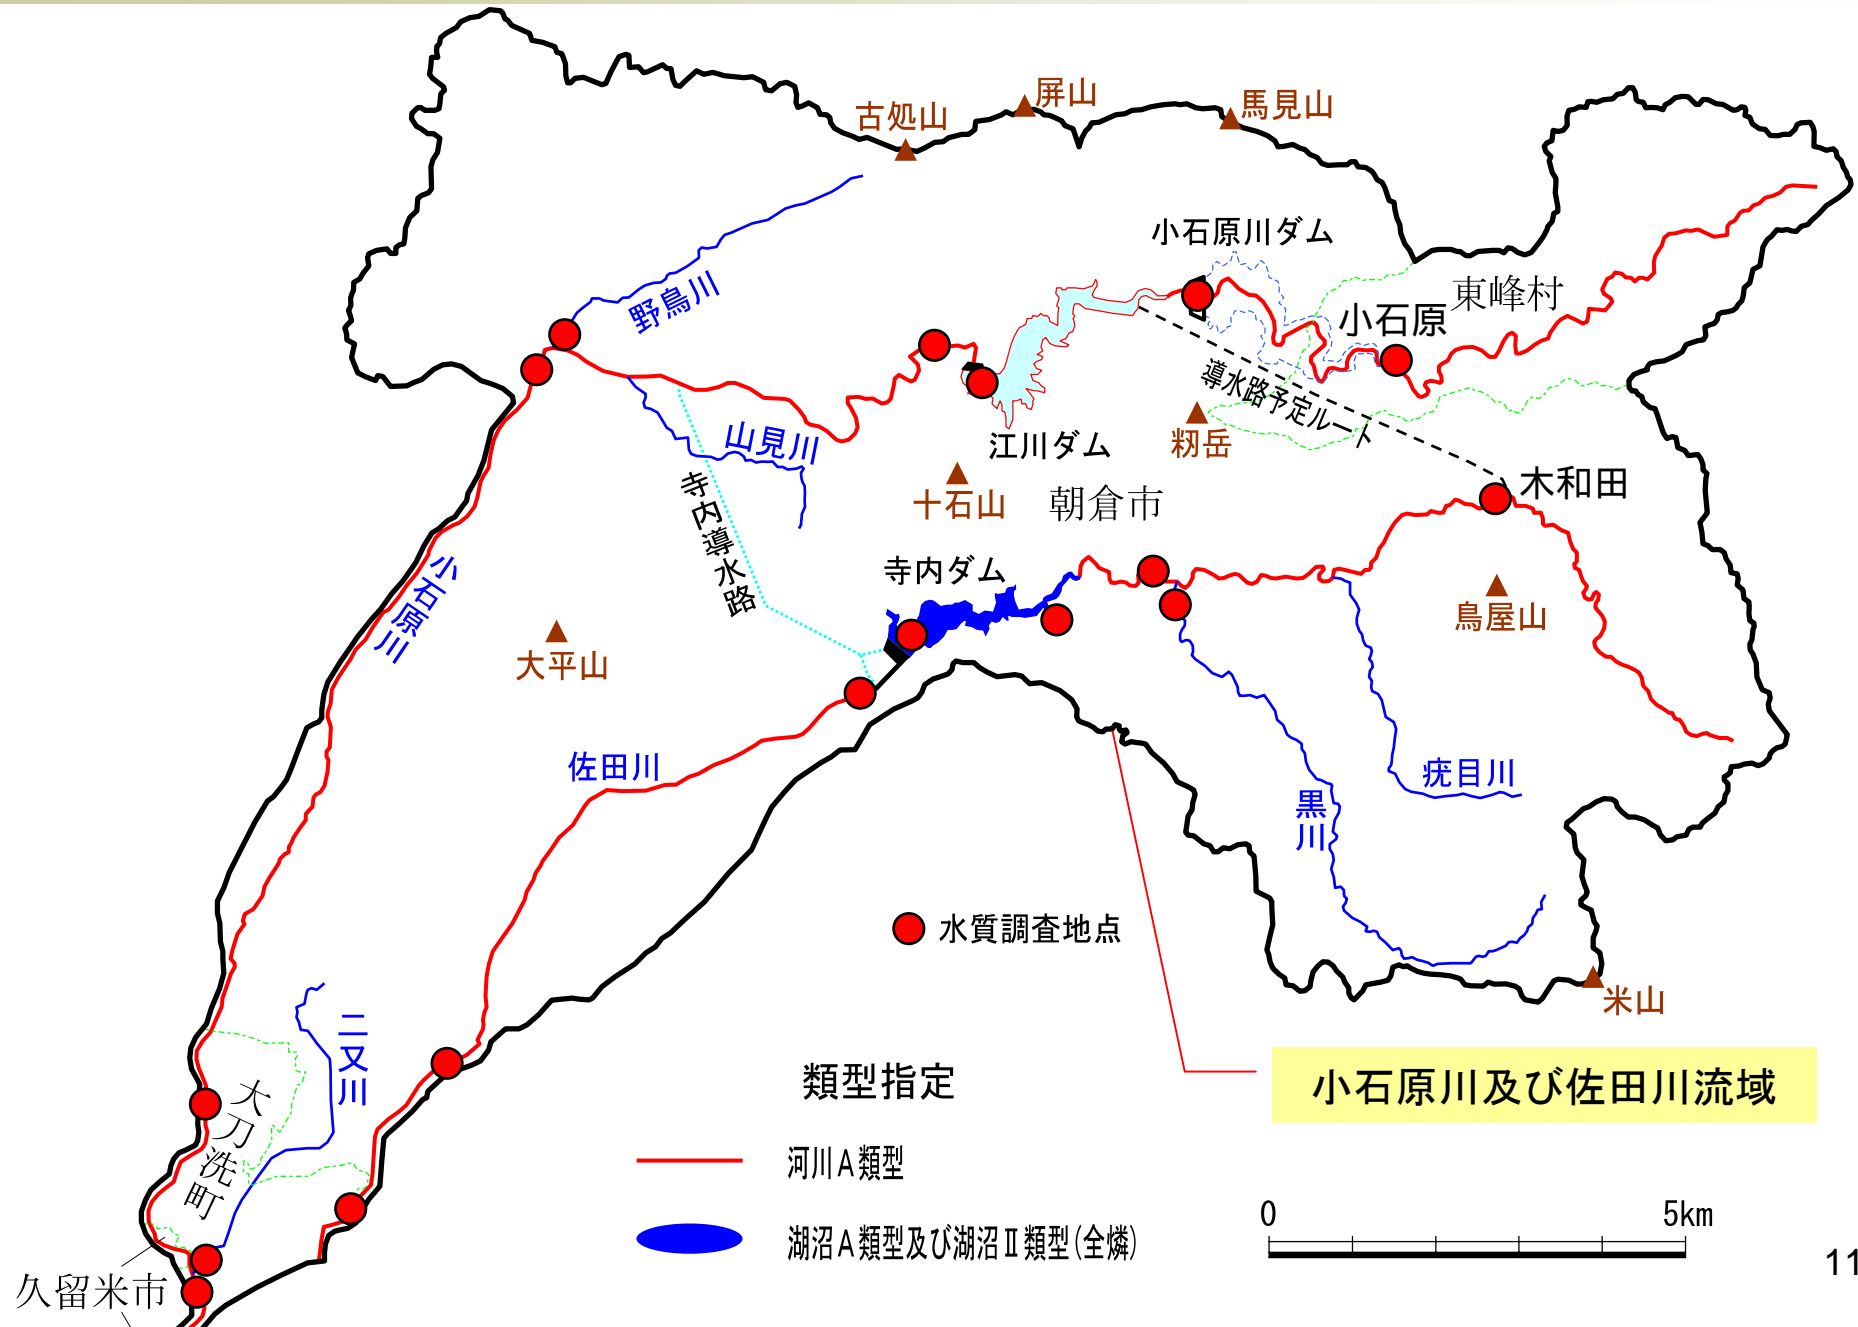 古処山
屏山
馬見山
小石原川ダム
東峰村
小石原
野鳥川
導水路予定ルート
籾岳
山見川
江川ダム
十石山
朝倉市
木和田
寺内導水路
寺内ダム
小石原川
大平山
鳥屋山
佐田川
疣目川
黒川
水質調査地点
米山
二又川
類型指定
小石原川及び佐田川流域
大刀洗町
河川A類型
湖沼A類型及び湖沼Ⅱ類型(全燐)
0 5km
久留米市
11